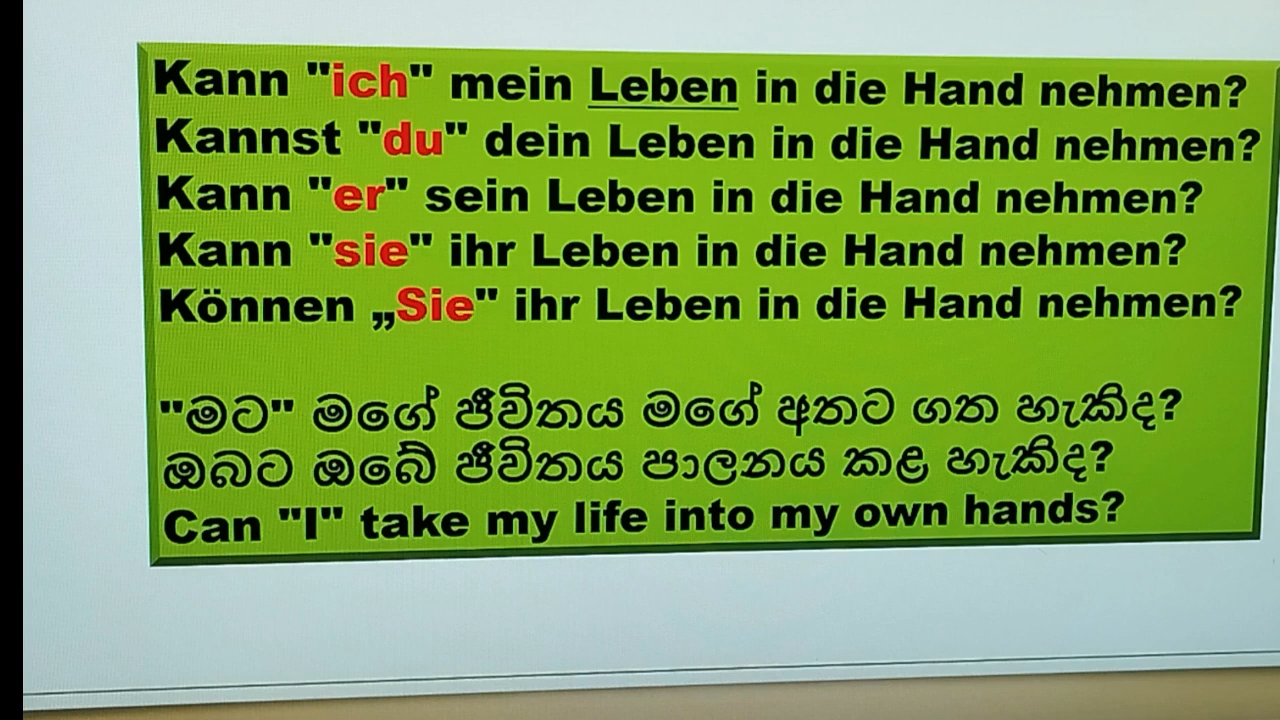 Kann "ich" mein Leben in die Hand nehmen?
Kannst "du" dein Leben in die Hand nehmen?
Kann "er" sein Leben in die Hand nehmen?
Kann "sie" ihr Leben in die Hand nehmen?
Können „Sie" ihr Leben in die Hand nehmen?
"මට" මගේ ජීවිතය මගේ අතට ගත හැකිද?
ඔබට ඔබේ ජීවිතය පාලනය කළ හැකිද?
Can "I" take my life into my own hands?